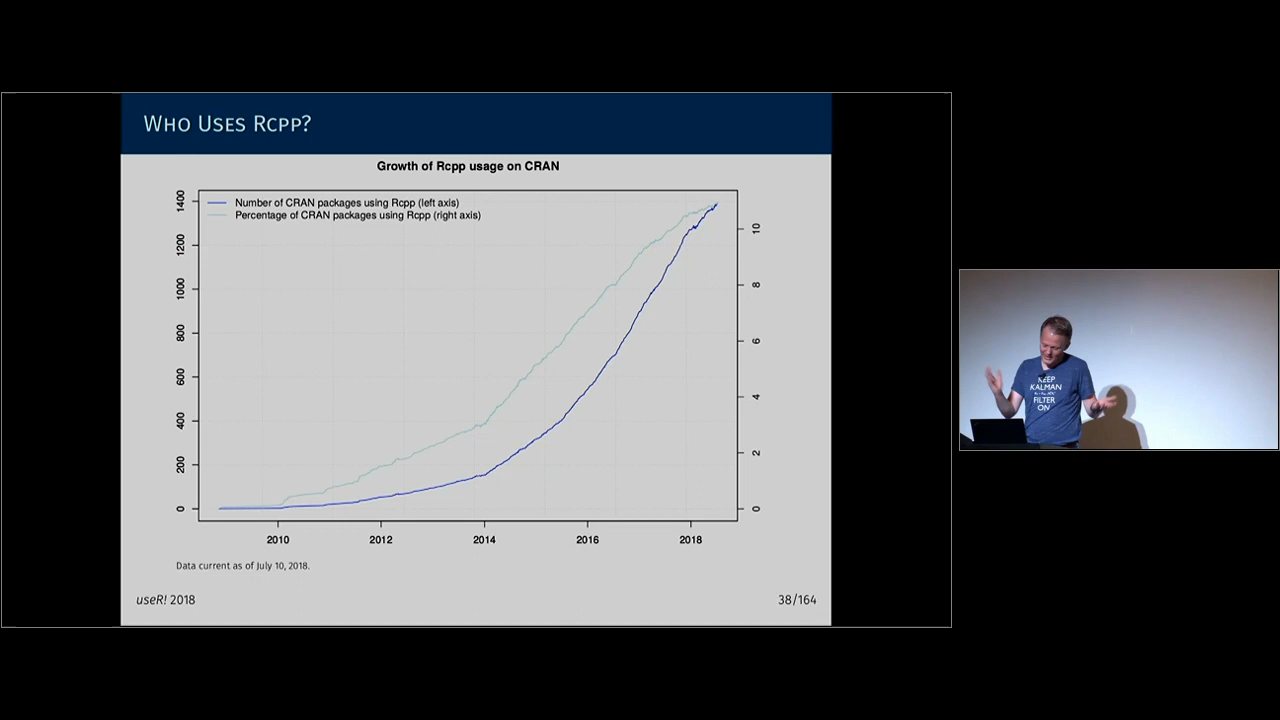 WHO USES RCPP?
Growth of Rcpp usage on CRAN
Number of CRAN packages using Rcpp (left axis)
Percentage of CRAN packages using Rcpp (right axis)
1400
1200
1000
800
600
400
200
0
10
8
6
4
2
0
2010 2012 2014 2016 2018
Data current as of July 10, 2018.
useR! 2018
38/164
KEEP
KALMAN
FILTER
ON